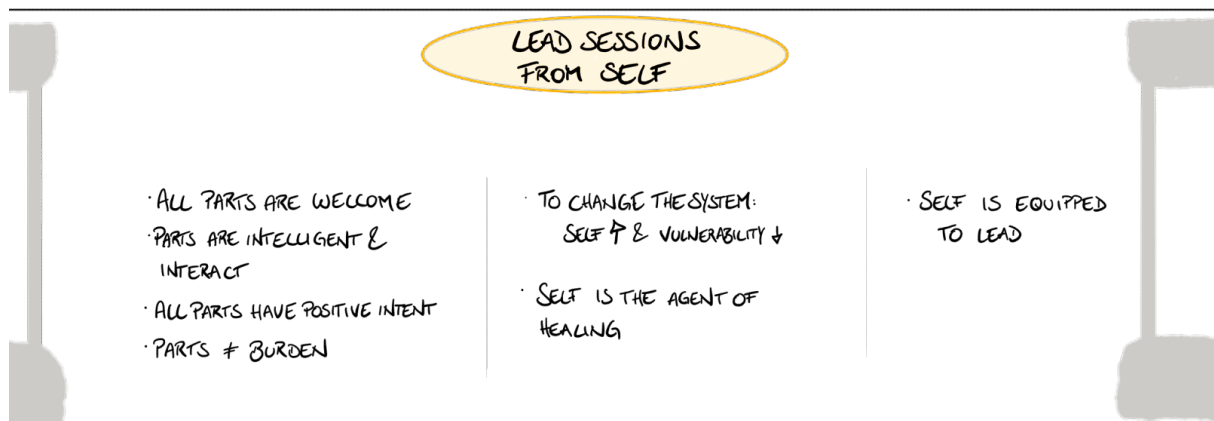 LEAD SESSIONS
FROM SELF
· ALL PARTS ARE WELCOME
· PARTS ARE INTELLIGENT &
INTERACT
· ALL PARTS HAVE POSITIVE INTENT
· PARTS ≠ BURDEN
· TO CHANGE THE SYSTEM:
SELF ↑ & VULNERABILITY ↓
· SELF IS THE AGENT OF
HEALING
· SELF IS EQUIPPED
TO LEAD